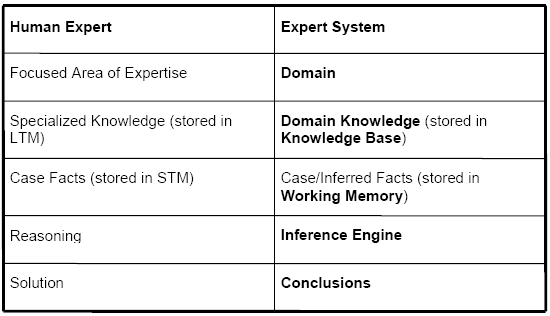 Human Expert
Expert System
Focused Area of Expertise
Domain
Specialized Knowledge (stored in
LTM)
Domain Knowledge (stored in
Knowledge Base)
Case Facts (stored in STM)
Case/Inferred Facts (stored in
Working Memory)
Reasoning
Inference Engine
Solution
Conclusions